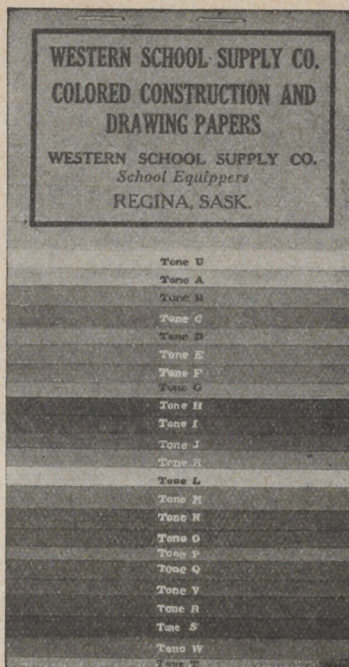 WESTERN SCHOOL SUPPLY CO.
COLORED CONSTRUCTION AND
DRAWING PAPERS
WESTERN SCHOOL SUPPLY CO.
School Equippers
REGINA, SASK.
Tone U
Tone A
Tone B
Tone C
Tone D
Tone E
Tone F
Tone G
Tone H
Tone I
Tone J
Tone K
Tone L
Tone M
Tone N
Tone O
Tone P
Tone Q
Tone V
Tone R
Tone S
Tone W
Tone T